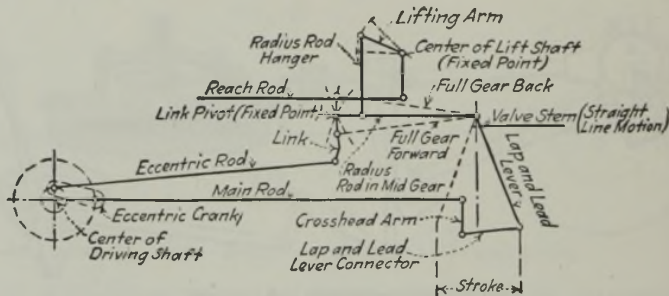 Lifting Arm
Radius Rod
Hanger
Center of Lift Shaft
(Fixed Point)
Reach Rod
Full Gear Back
Link Pivot (Fixed Point)
Valve Stem (Straight
Line Motion)
Link
Full Gear
Forward
Eccentric Rod
Radius
Rod in Mid Gear
Lap and Lead
Lever
Main Rod
Eccentric Crank
Crosshead Arm
Center of
Driving Shaft
Lap and Lead
Lever Connector
Stroke